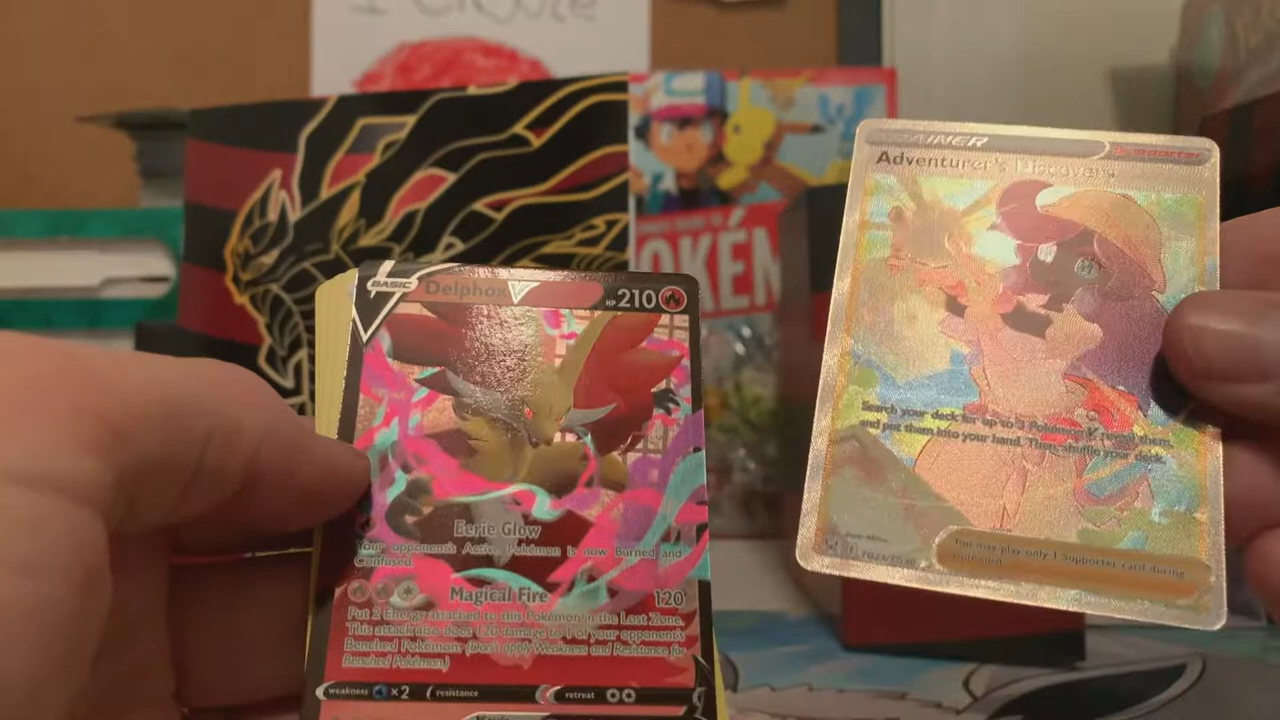 I CHOOSE
POKÉM
BASIC
Delphox V
HP 210
Eerie Glow
Your opponent's Active Pokémon is now Burned and
Confused.
Magical Fire 120
Put 2 Energy attached to this Pokémon in the Lost Zone.
This attack also does 120 damage to 1 of your opponent's
Benched Pokémon. (Don't apply Weakness and Resistance for
Benched Pokémon.)
weakness ×2 resistance retreat
TRAINER Supporter
Adventurer's Discovery
Search your deck for up to 3 Pokémon V, reveal them,
and put them into your hand. Then, shuffle your deck.
You may play only 1 Supporter card during
your turn.